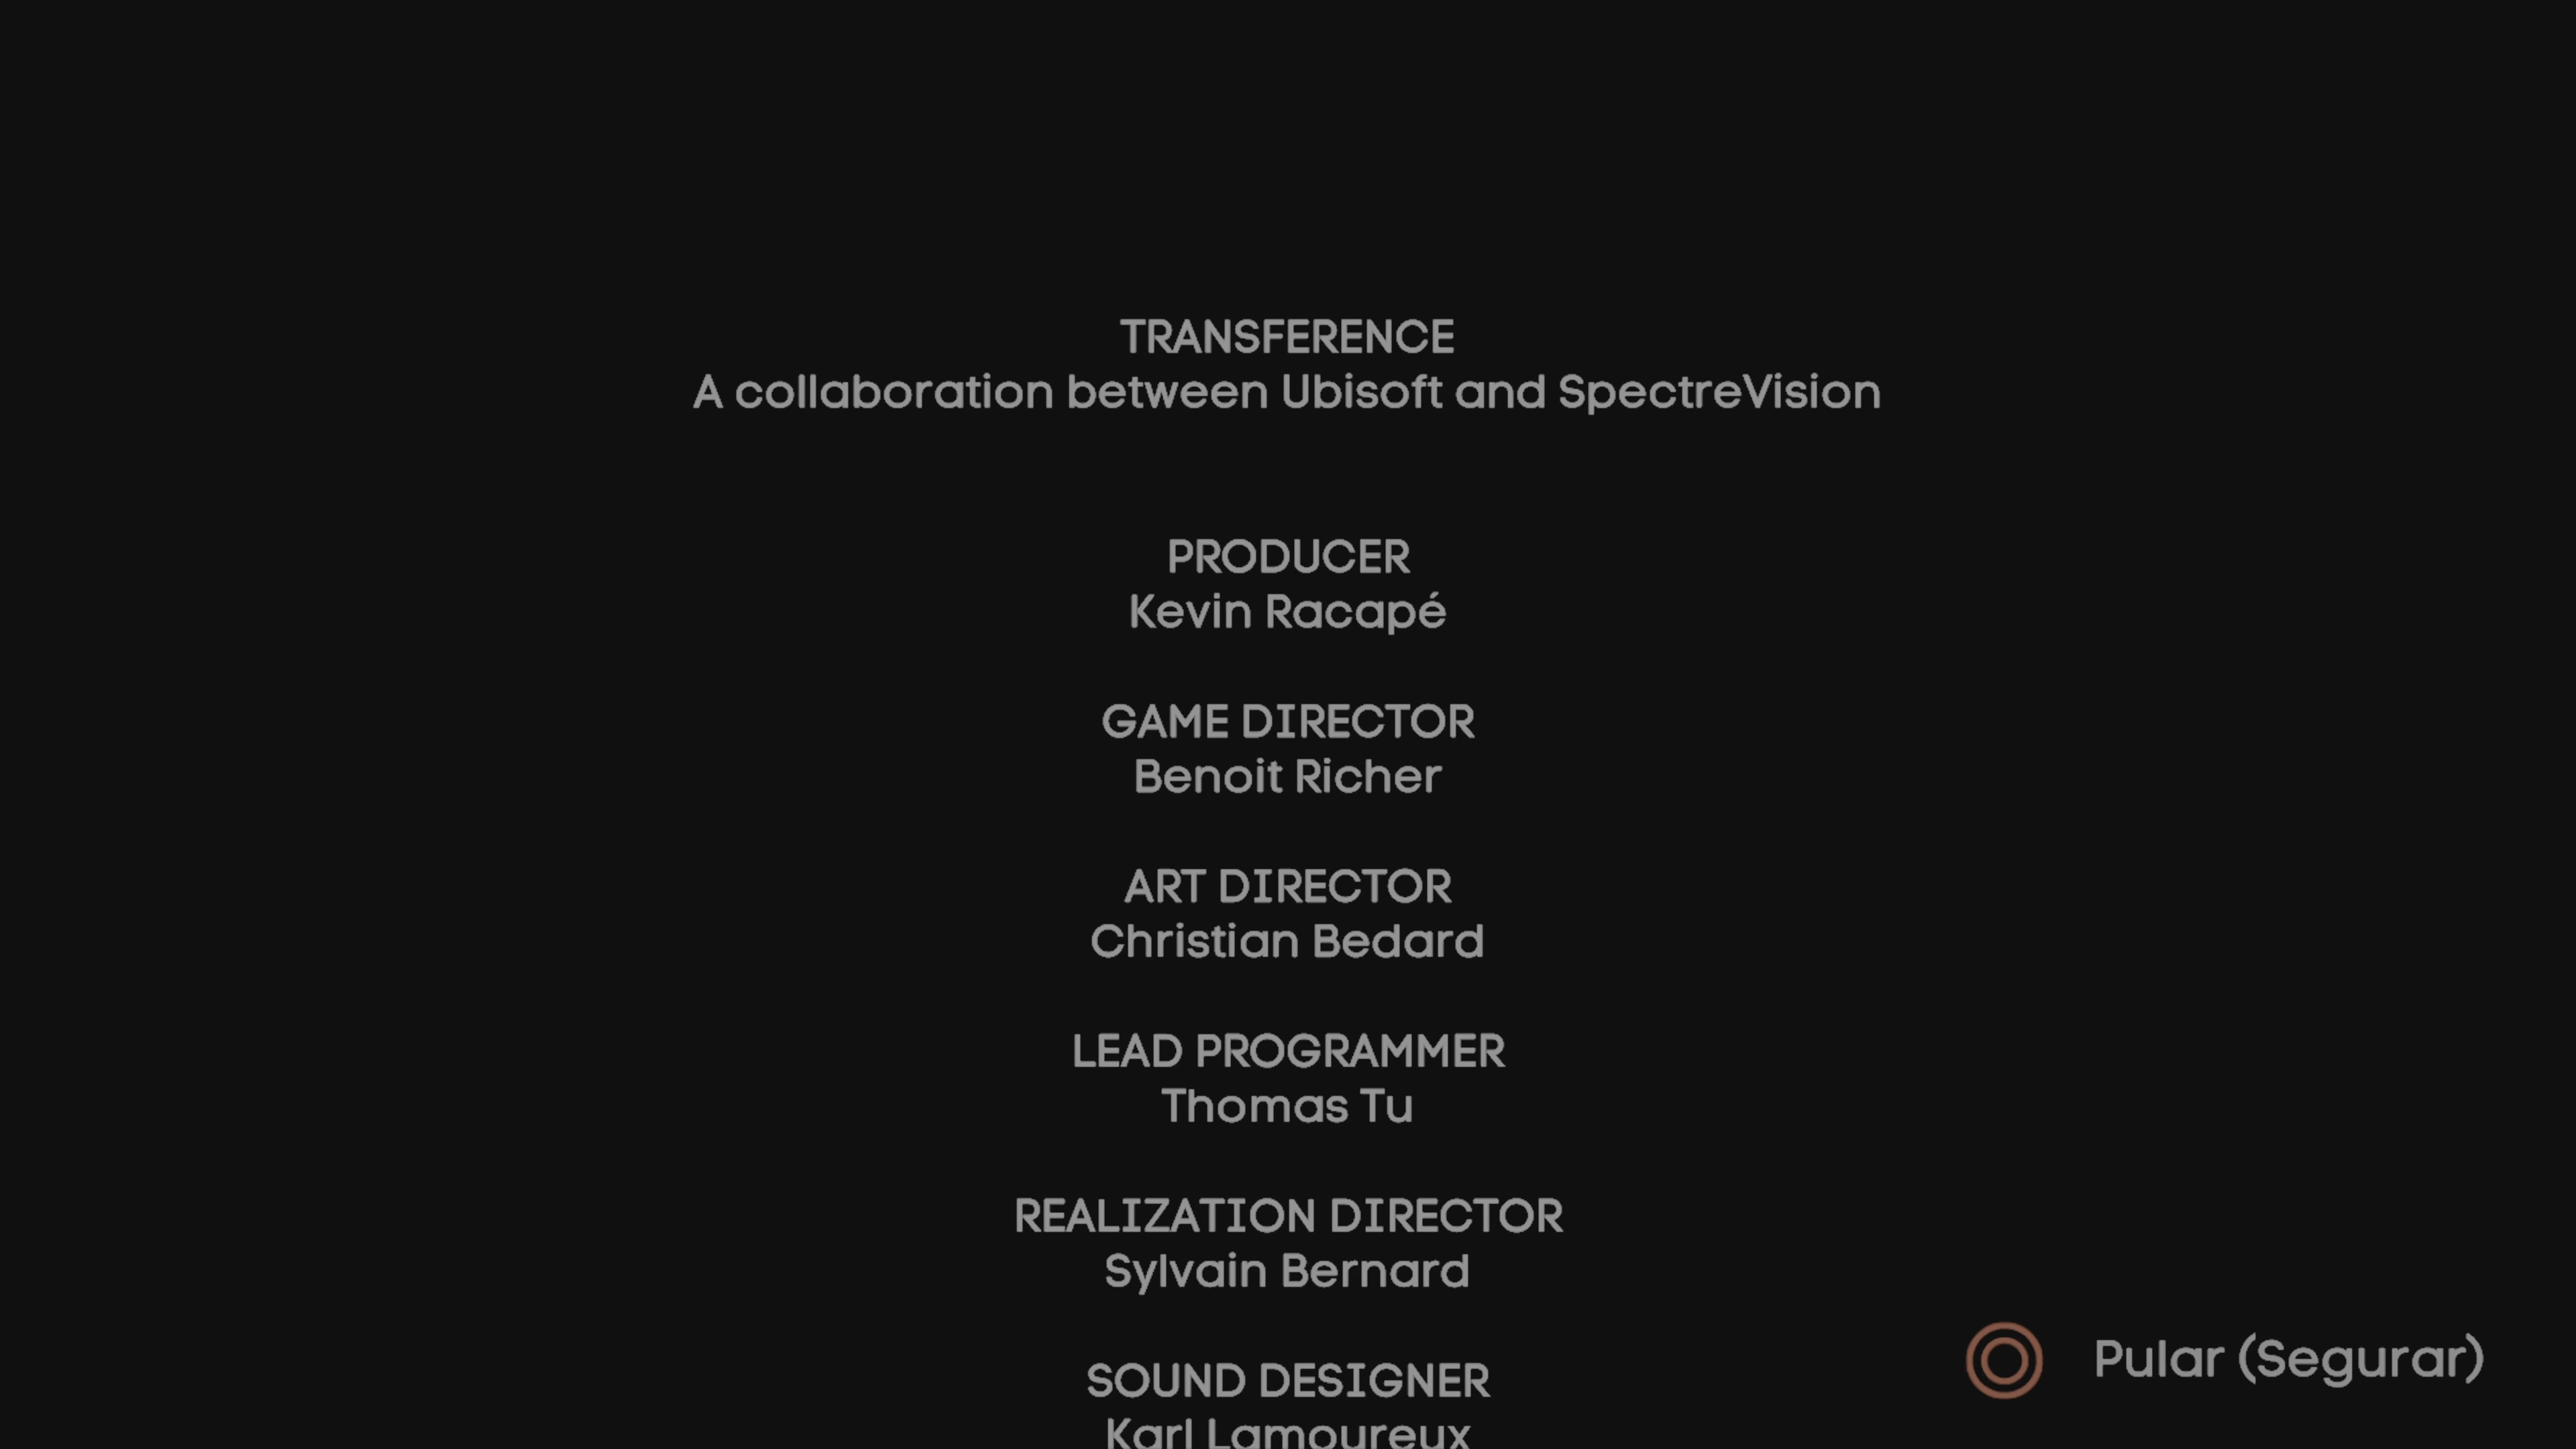 TRANSFERENCE
A collaboration between Ubisoft and SpectreVision
PRODUCER
Kevin Racapé
GAME DIRECTOR
Benoit Richer
ART DIRECTOR
Christian Bedard
LEAD PROGRAMMER
Thomas Tu
REALIZATION DIRECTOR
Sylvain Bernard
SOUND DESIGNER
Karl Lamoureux
Pular (Segurar)